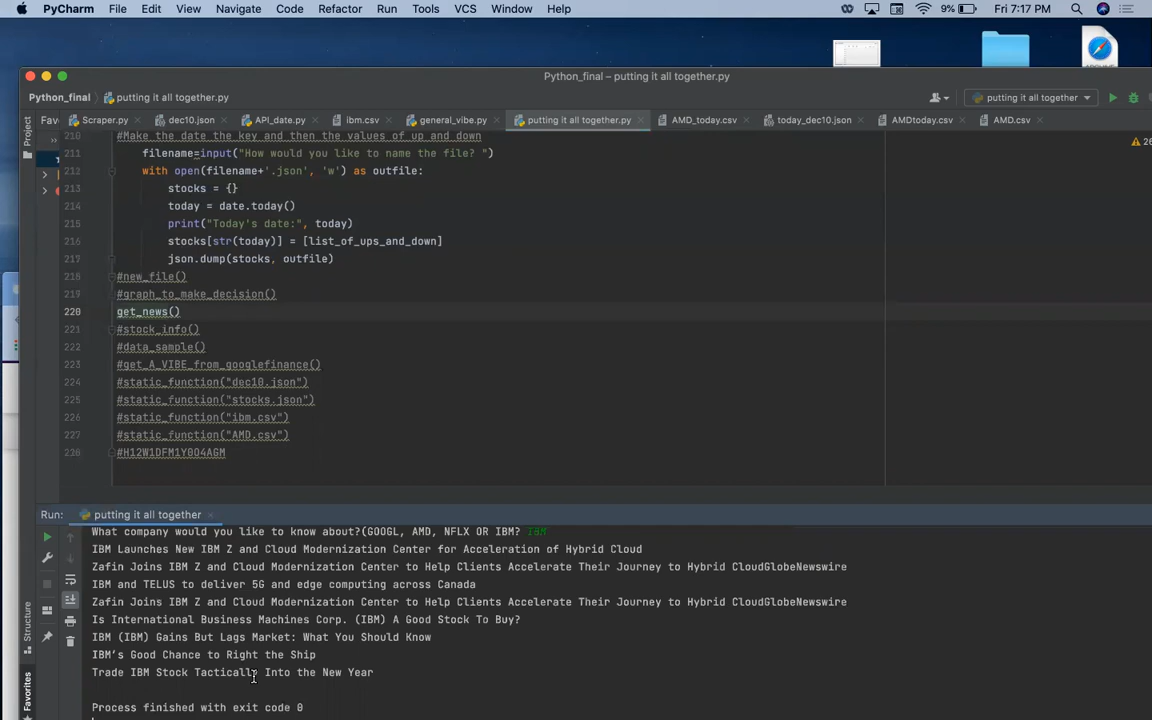 PyCharm File Edit View Navigate Code Refactor Run Tools VCS Window Help 9% Fri 7:17 PM
Python_final – putting it all together.py
Python_final putting it all together.py putting it all together
Project Fav Scraper.py dec10.json API_date.py ibm.csv general_vibe.py putting it all together.py AMD_today.csv today_dec10.json AMDtoday.csv AMD.csv
210 #Make the date the key and then the values of up and down
211 filename=input("How would you like to name the file? ")
212 with open(filename+'.json', 'w') as outfile:
213 stocks = {}
214 today = date.today()
215 print("Today's date:", today)
216 stocks[str(today)] = [list_of_ups_and_down]
217 json.dump(stocks, outfile)
218 #new_file()
219 #graph_to_make_decision()
220 get_news()
221 #stock_info()
222 #data_sample()
223 #get_A_VIBE_from_googlefinance()
224 #static_function("dec10.json")
225 #static_function("stocks.json")
226 #static_function("ibm.csv")
227 #static_function("AMD.csv")
228
Run: putting it all together
What company would you like to know about?(GOOGL, AMD, NFLX OR IBM? IBM
IBM Launches New IBM Z and Cloud Modernization Center for Acceleration of Hybrid Cloud
Zafin Joins IBM Z and Cloud Modernization Center to Help Clients Accelerate Their Journey to Hybrid CloudGlobeNewswire
IBM and TELUS to deliver 5G and edge computing across Canada
Zafin Joins IBM Z and Cloud Modernization Center to Help Clients Accelerate Their Journey to Hybrid CloudGlobeNewswire
Is International Business Machines Corp. (IBM) A Good Stock To Buy?
IBM (IBM) Gains But Lags Market: What You Should Know
IBM's Good Chance to Right the Ship
Trade IBM Stock Tactically Into the New Year
Process finished with exit code 0
Structure
Favorites